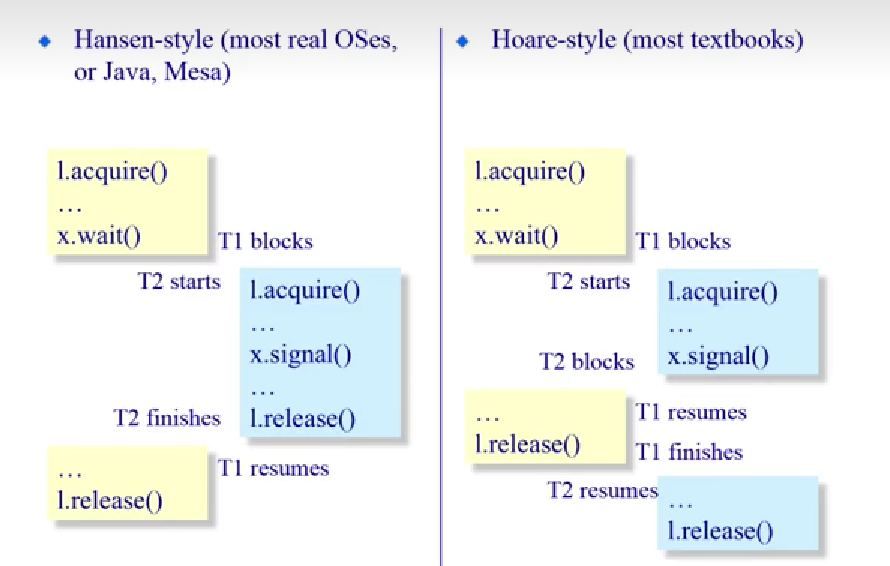 Hansen-style (most real OSes,
or Java, Mesa)
l.acquire()
…
x.wait()
T1 blocks
T2 starts
l.acquire()
…
x.signal()
…
l.release()
T2 finishes
T1 resumes
…
l.release()
Hoare-style (most textbooks)
l.acquire()
…
x.wait()
T1 blocks
T2 starts
l.acquire()
…
x.signal()
T2 blocks
…
l.release()
T1 resumes
T1 finishes
T2 resumes
…
l.release()